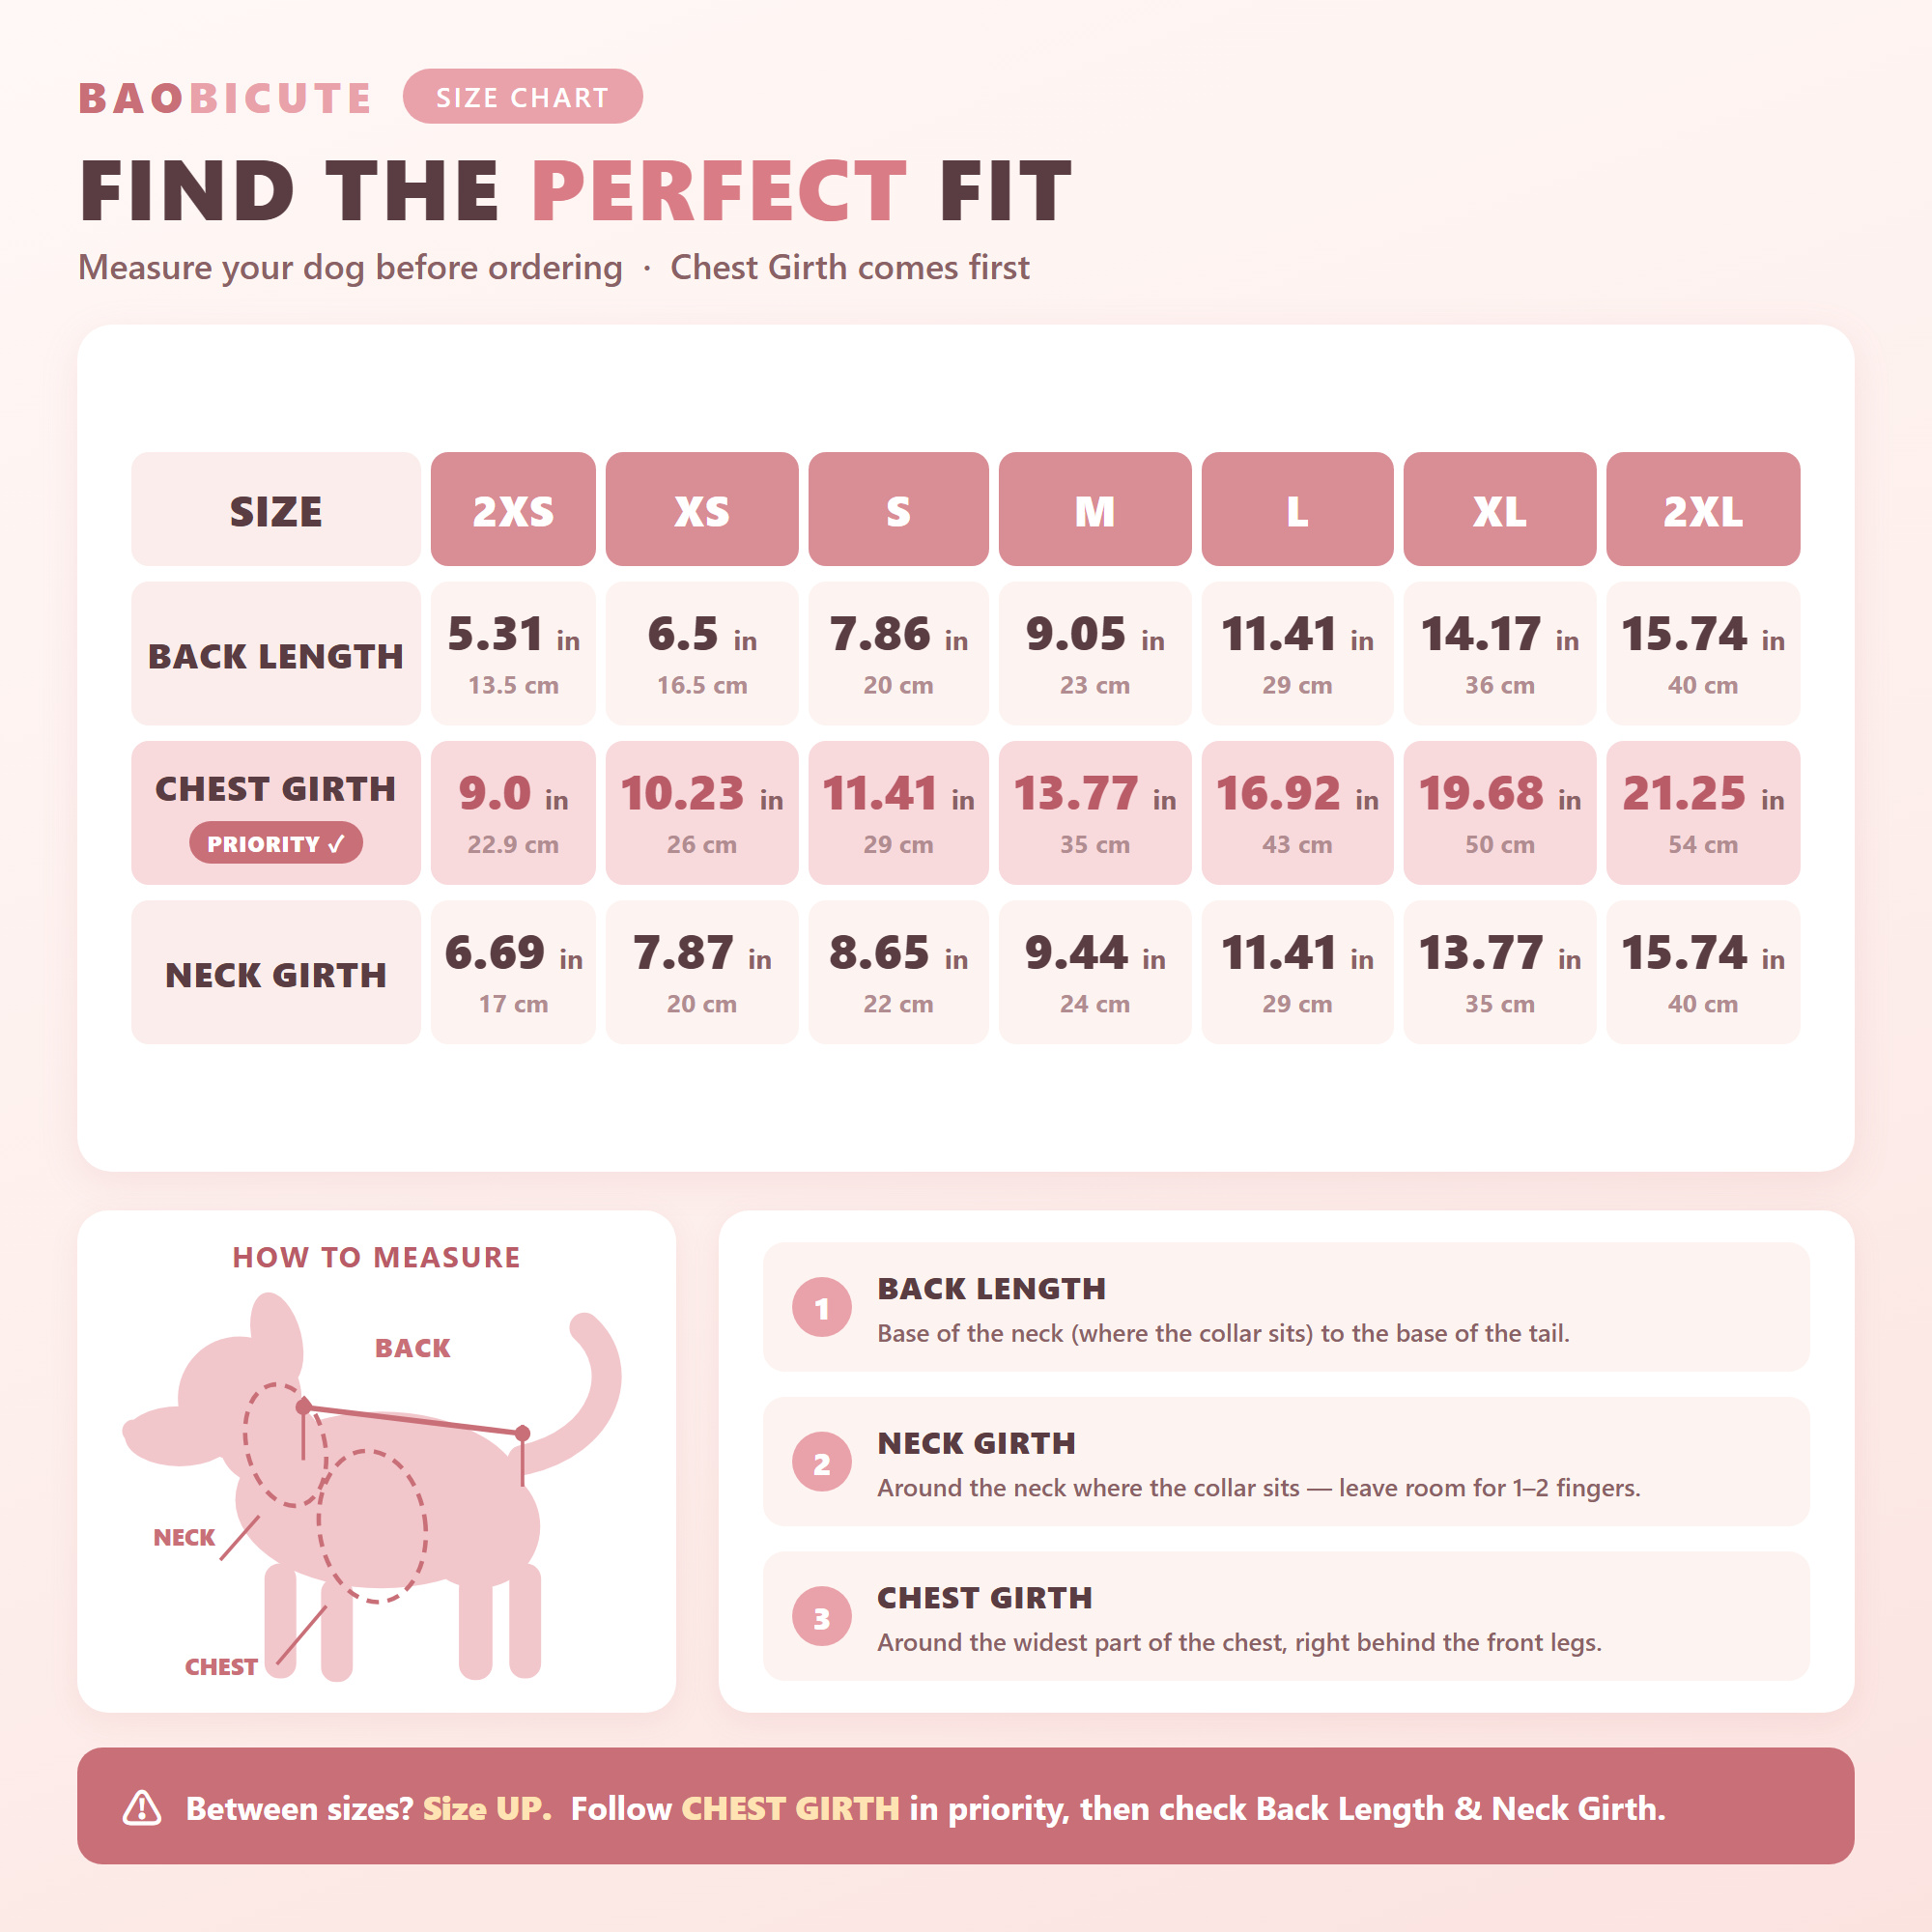 BAOBICUTE SIZE CHART
FIND THE PERFECT FIT
Measure your dog before ordering · Chest Girth comes first
SIZE 2XS XS S M L XL 2XL
BACK LENGTH 5.31 in 6.5 in 7.86 in 9.05 in 11.41 in 14.17 in 15.74 in
13.5 cm 16.5 cm 20 cm 23 cm 29 cm 36 cm 40 cm
CHEST GIRTH 9.0 in 10.23 in 11.41 in 13.77 in 16.92 in 19.68 in 21.25 in
PRIORITY ✓ 22.9 cm 26 cm 29 cm 35 cm 43 cm 50 cm 54 cm
NECK GIRTH 6.69 in 7.87 in 8.65 in 9.44 in 11.41 in 13.77 in 15.74 in
17 cm 20 cm 22 cm 24 cm 29 cm 35 cm 40 cm
HOW TO MEASURE
BACK
NECK
CHEST
1 BACK LENGTH
Base of the neck (where the collar sits) to the base of the tail.
2 NECK GIRTH
Around the neck where the collar sits — leave room for 1–2 fingers.
3 CHEST GIRTH
Around the widest part of the chest, right behind the front legs.
⚠ Between sizes? Size UP. Follow CHEST GIRTH in priority, then check Back Length & Neck Girth.